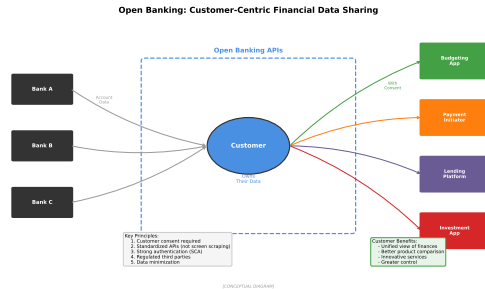 Open Banking: Customer-Centric Financial Data Sharing
Open Banking APIs
Bank A
Bank B
Bank C
Account
Data
Customer
Owns
Their Data
With
Consent
Budgeting
App
Payment
Initiator
Lending
Platform
Investment
App
Key Principles:
1. Customer consent required
2. Standardized APIs (not screen scraping)
3. Strong authentication (SCA)
4. Regulated third parties
5. Data minimization
Customer Benefits:
- Unified view of finances
- Better product comparison
- Innovative services
- Greater control
[CONCEPTUAL DIAGRAM]